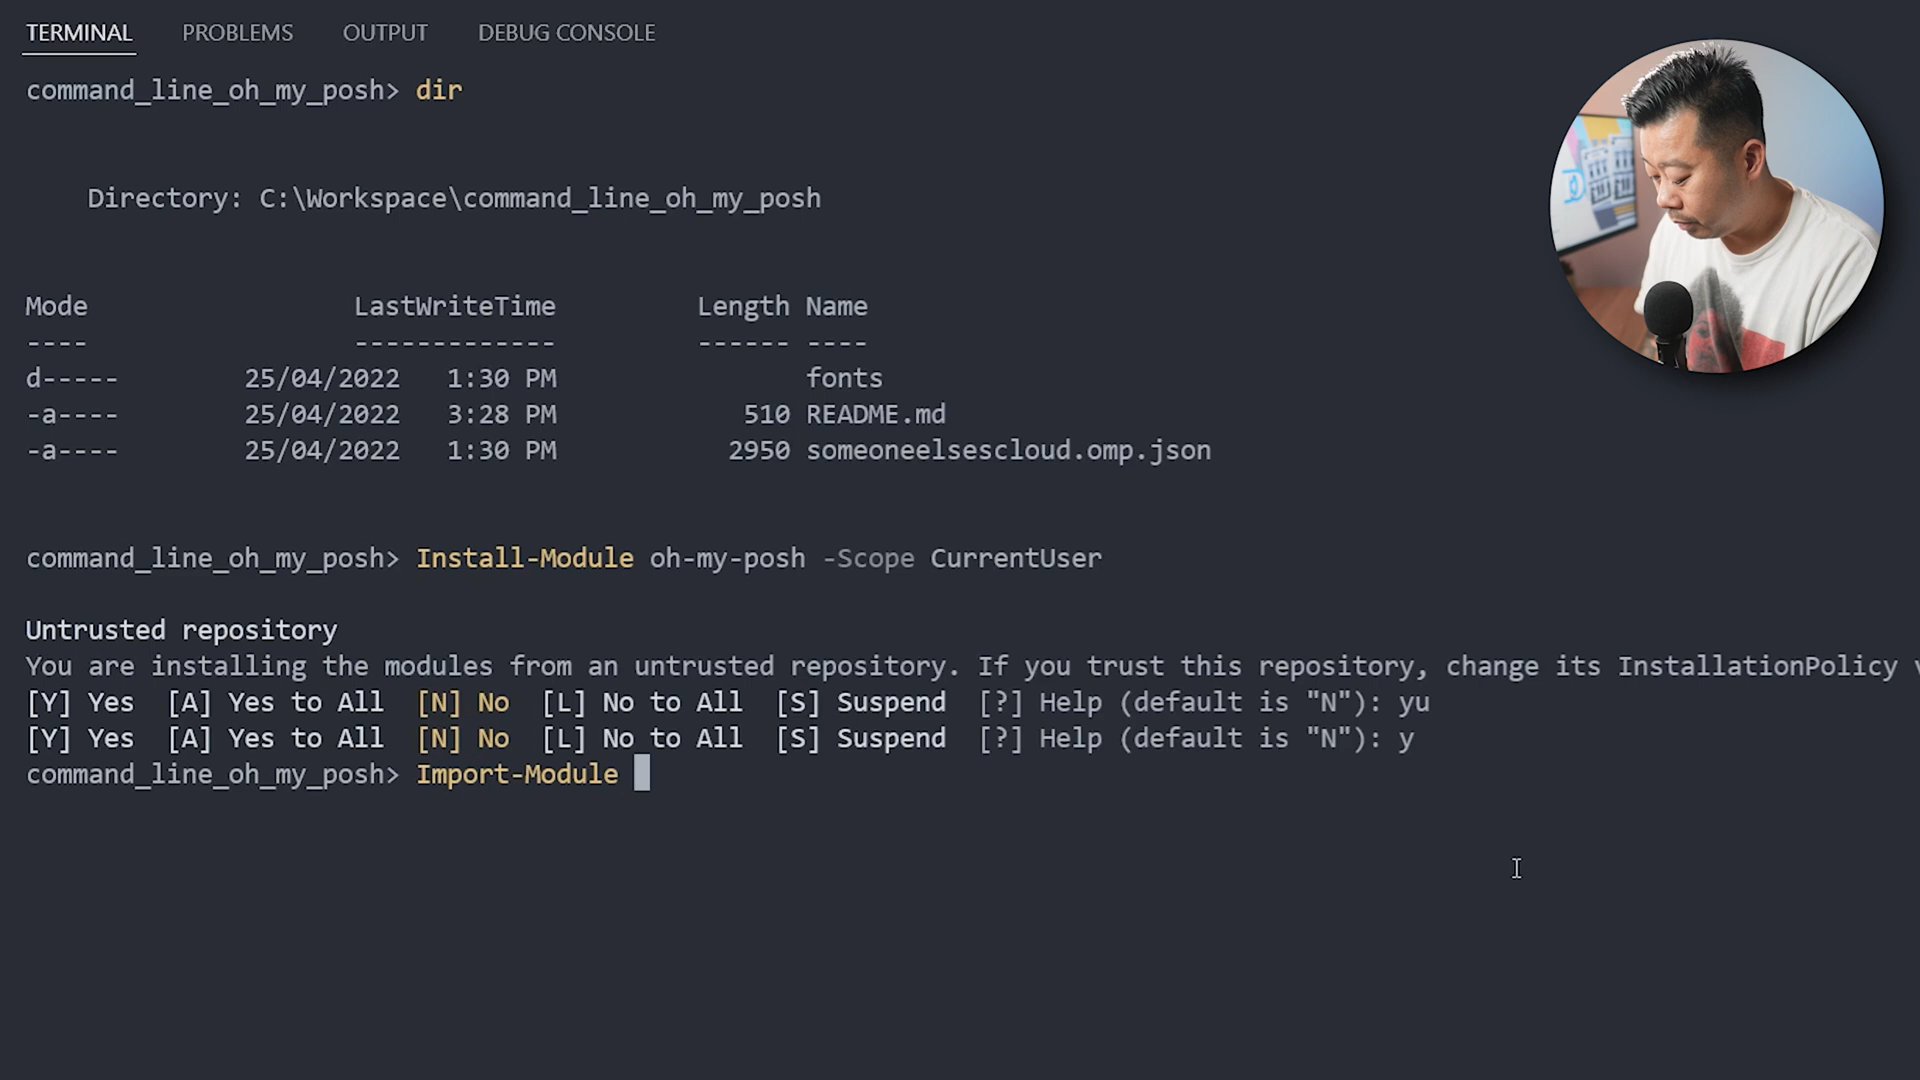 TERMINAL PROBLEMS OUTPUT DEBUG CONSOLE
command_line_oh_my_posh> dir
Directory: C:\Workspace\command_line_oh_my_posh
Mode LastWriteTime Length Name
---- ------------- ------ ----
d----- 25/04/2022 1:30 PM fonts
-a---- 25/04/2022 3:28 PM 510 README.md
-a---- 25/04/2022 1:30 PM 2950 someoneelsescloud.omp.json
command_line_oh_my_posh> Install-Module oh-my-posh -Scope CurrentUser
Untrusted repository
You are installing the modules from an untrusted repository. If you trust this repository, change its InstallationPolicy
[Y] Yes [A] Yes to All [N] No [L] No to All [S] Suspend [?] Help (default is "N"): yu
[Y] Yes [A] Yes to All [N] No [L] No to All [S] Suspend [?] Help (default is "N"): y
command_line_oh_my_posh> Import-Module